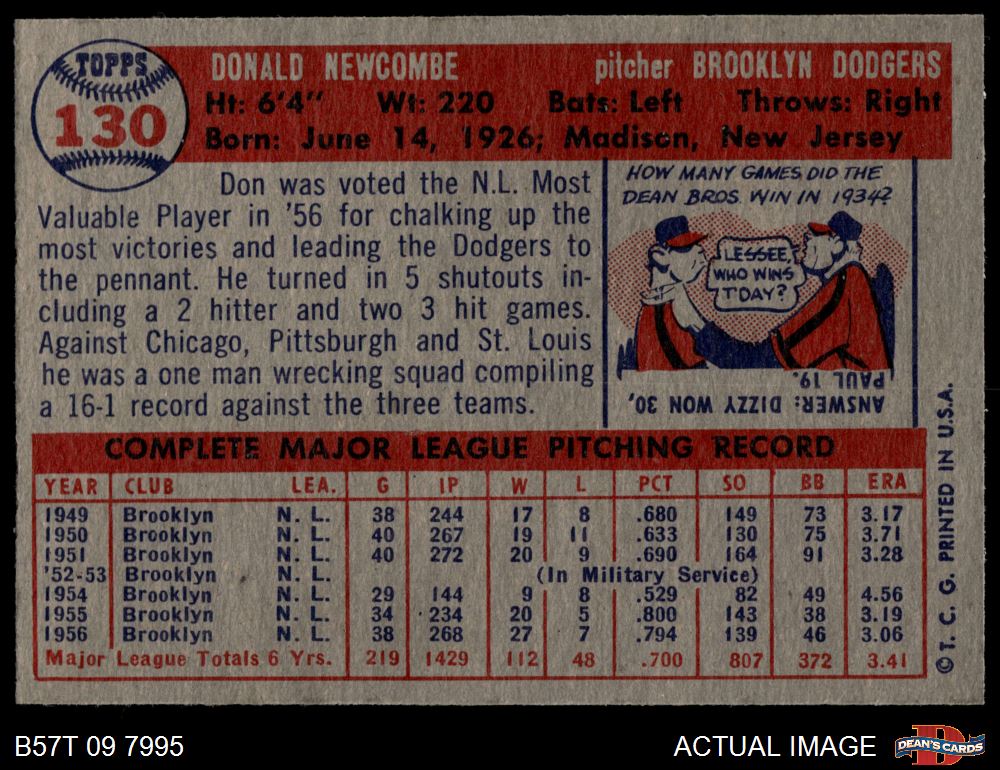 TOPPS
130
DONALD NEWCOMBE pitcher BROOKLYN DODGERS
Ht: 6'4" Wt: 220 Bats: Left Throws: Right
Born: June 14, 1926; Madison, New Jersey
Don was voted the N.L. Most
Valuable Player in '56 for chalking up the
most victories and leading the Dodgers to
the pennant. He turned in 5 shutouts in-
cluding a 2 hitter and two 3 hit games.
Against Chicago, Pittsburgh and St. Louis
he was a one man wrecking squad compiling
a 16-1 record against the three teams.
HOW MANY GAMES DID THE
DEAN BROS. WIN IN 1934?
LESSEE,
WHO WINS
T'DAY?
ANSWER: DIZZY WON 30,
PAUL 19.
COMPLETE MAJOR LEAGUE PITCHING RECORD
YEAR CLUB LEA. G IP W L PCT SO BB ERA
1949 Brooklyn N. L. 38 244 17 8 .680 149 73 3.17
1950 Brooklyn N. L. 40 267 19 11 .633 130 75 3.71
1951 Brooklyn N. L. 40 272 20 9 .690 164 91 3.28
'52-53 Brooklyn N. L. (In Military Service)
1954 Brooklyn N. L. 29 144 9 8 .529 82 49 4.56
1955 Brooklyn N. L. 34 234 20 5 .800 143 38 3.19
1956 Brooklyn N. L. 38 268 27 7 .794 139 46 3.06
Major League Totals 6 Yrs. 219 1429 112 48 .700 807 372 3.41
© T. C. G. PRINTED IN U.S.A.
B57T 09 7995
ACTUAL IMAGE
D
DEAN'S CARDS